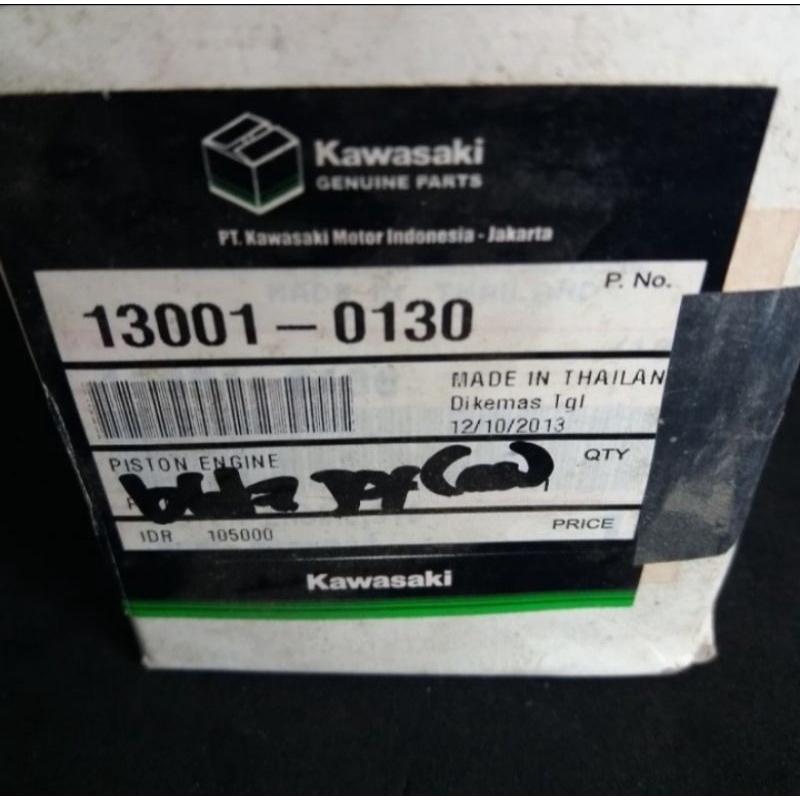 Kawasaki
GENUINE PARTS
PT. Kawasaki Motor Indonesia - Jakarta
P. No.
13001-0130
MADE IN THAILAN
Dikemas Tgl
12/10/2013
PISTON ENGINE
QTY
1
IDR 105000
PRICE
Kawasaki